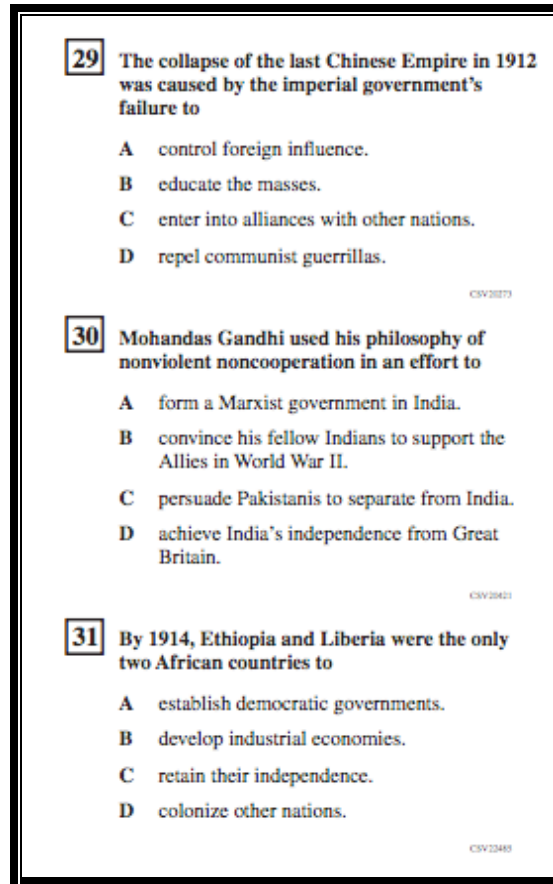 29 The collapse of the last Chinese Empire in 1912
was caused by the imperial government's
failure to
A control foreign influence.
B educate the masses.
C enter into alliances with other nations.
D repel communist guerrillas.
CSV20273
30 Mohandas Gandhi used his philosophy of
nonviolent noncooperation in an effort to
A form a Marxist government in India.
B convince his fellow Indians to support the
Allies in World War II.
C persuade Pakistanis to separate from India.
D achieve India's independence from Great
Britain.
CSV20421
31 By 1914, Ethiopia and Liberia were the only
two African countries to
A establish democratic governments.
B develop industrial economies.
C retain their independence.
D colonize other nations.